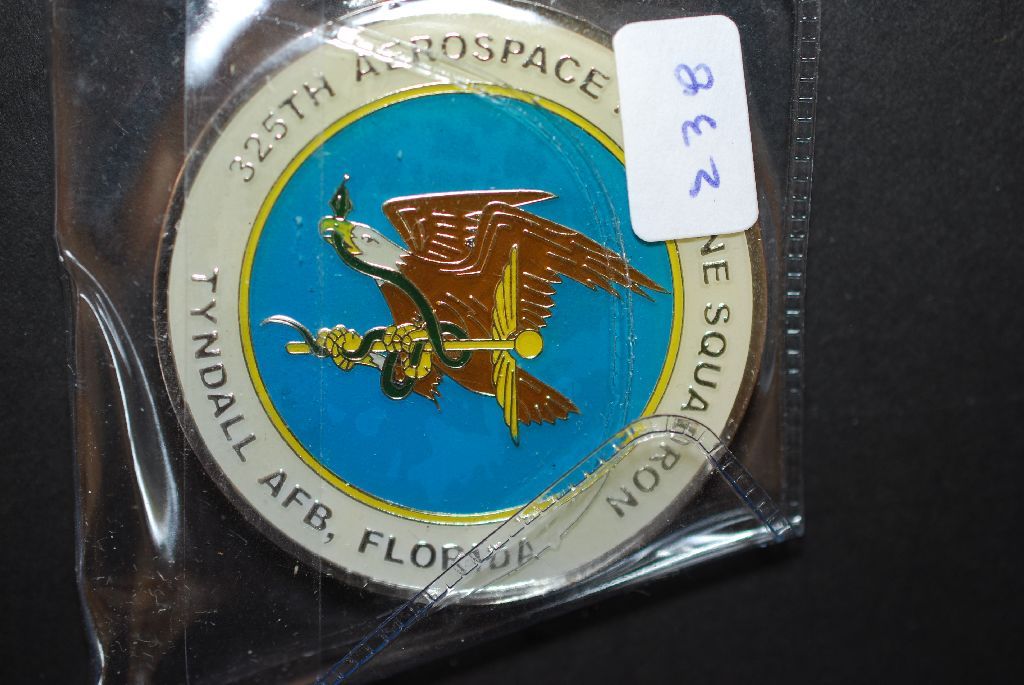 325TH AEROSPACE
NE SQUADRON
TYNDALL AFB, FLORIDA
238